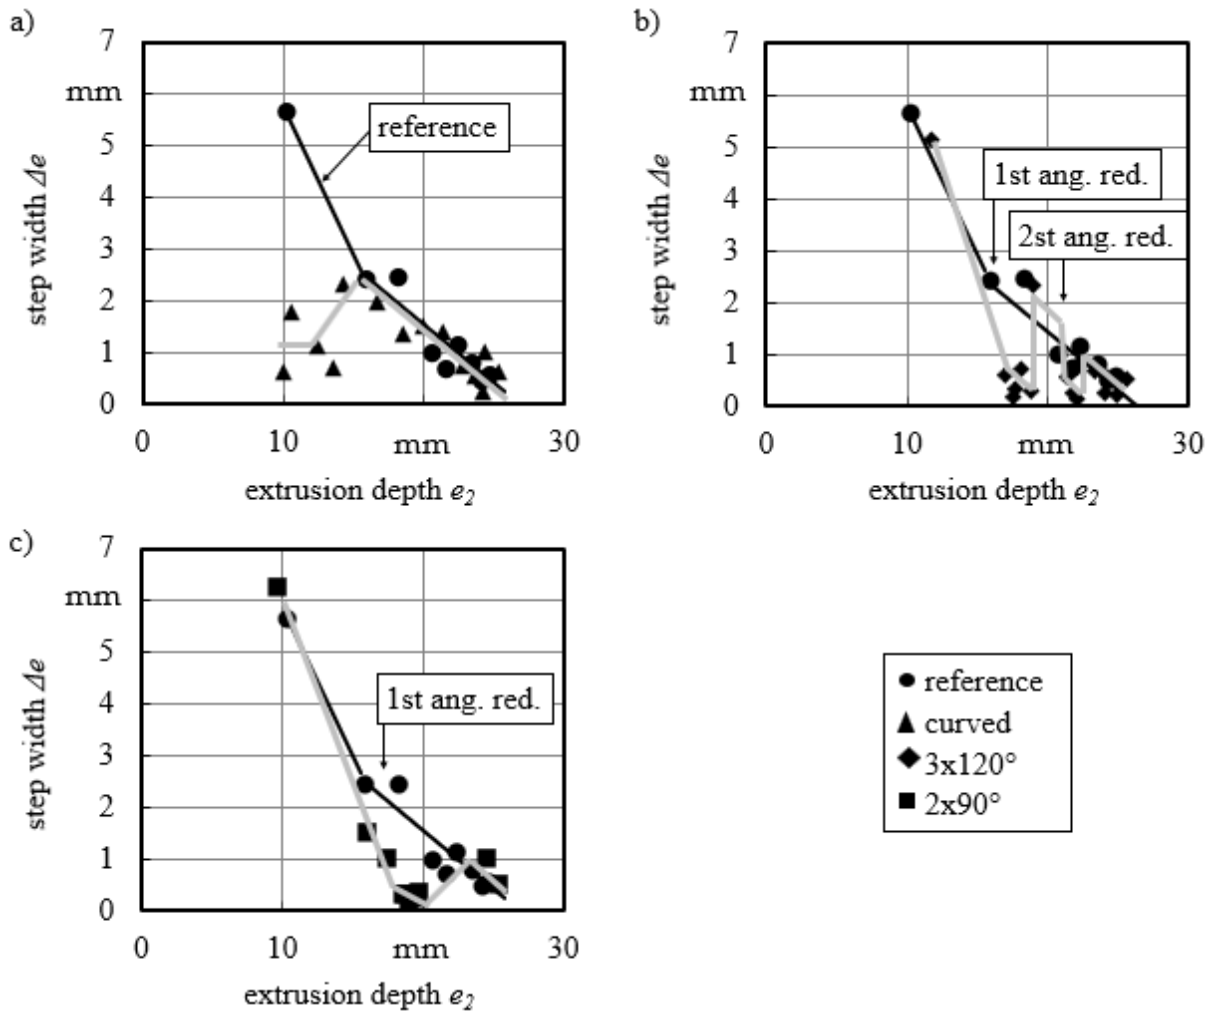 a)
7
mm
5
4
3
2
1
0
step width Δe
reference
0
10
mm
30
extrusion depth e2
b)
7
mm
5
4
3
2
1
0
step width Δe
1st ang. red.
2st ang. red.
0
10
mm
30
extrusion depth e2
c)
7
mm
5
4
3
2
1
0
step width Δe
1st ang. red.
0
10
mm
30
extrusion depth e2
reference
curved
3x120°
2x90°